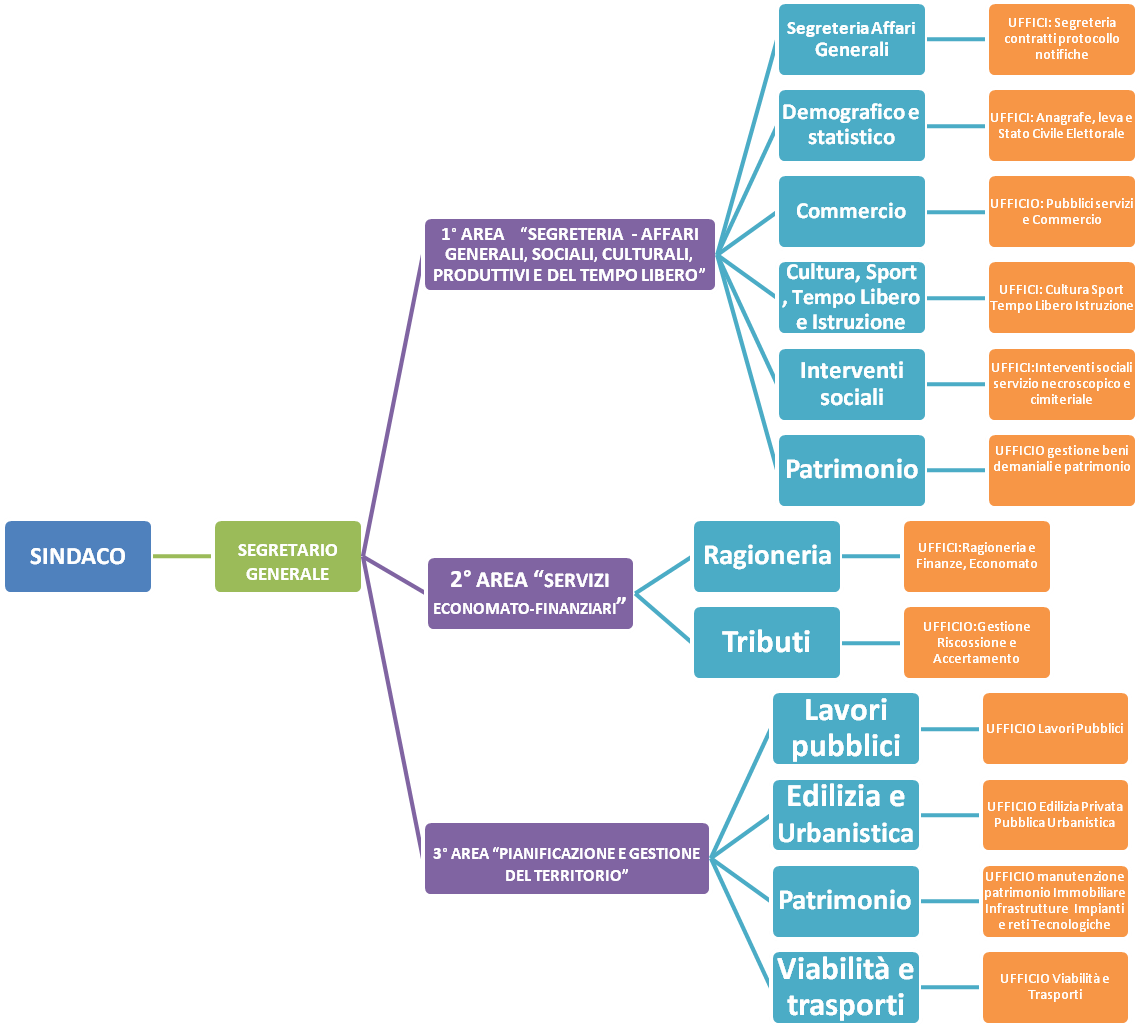 SINDACO
SEGRETARIO
GENERALE
1° AREA “SEGRETERIA - AFFARI
GENERALI, SOCIALI, CULTURALI,
PRODUTTIVI E DEL TEMPO LIBERO”
Segreteria Affari
Generali
UFFICI: Segreteria
contratti protocollo
notifiche
Demografico e
statistico
UFFICI: Anagrafe, leva e
Stato Civile Elettorale
Commercio
UFFICIO: Pubblici servizi
e Commercio
Cultura, Sport
, Tempo Libero
e Istruzione
UFFICI: Cultura Sport
Tempo Libero Istruzione
Interventi
sociali
UFFICI:Interventi sociali
servizio necroscopico e
cimiteriale
Patrimonio
UFFICIO gestione beni
demaniali e patrimonio
2° AREA “SERVIZI
ECONOMATO-FINANZIARI”
Ragioneria
UFFICI:Ragioneria e
Finanze, Economato
Tributi
UFFICIO:Gestione
Riscossione e
Accertamento
3° AREA “PIANIFICAZIONE E GESTIONE
DEL TERRITORIO”
Lavori
pubblici
UFFICIO Lavori Pubblici
Edilizia e
Urbanistica
UFFICIO Edilizia Privata
Pubblica Urbanistica
Patrimonio
UFFICIO manutenzione
patrimonio Immobiliare
Infrastrutture Impianti
e reti Tecnologiche
Viabilità e
trasporti
UFFICIO Viabilità e
Trasporti